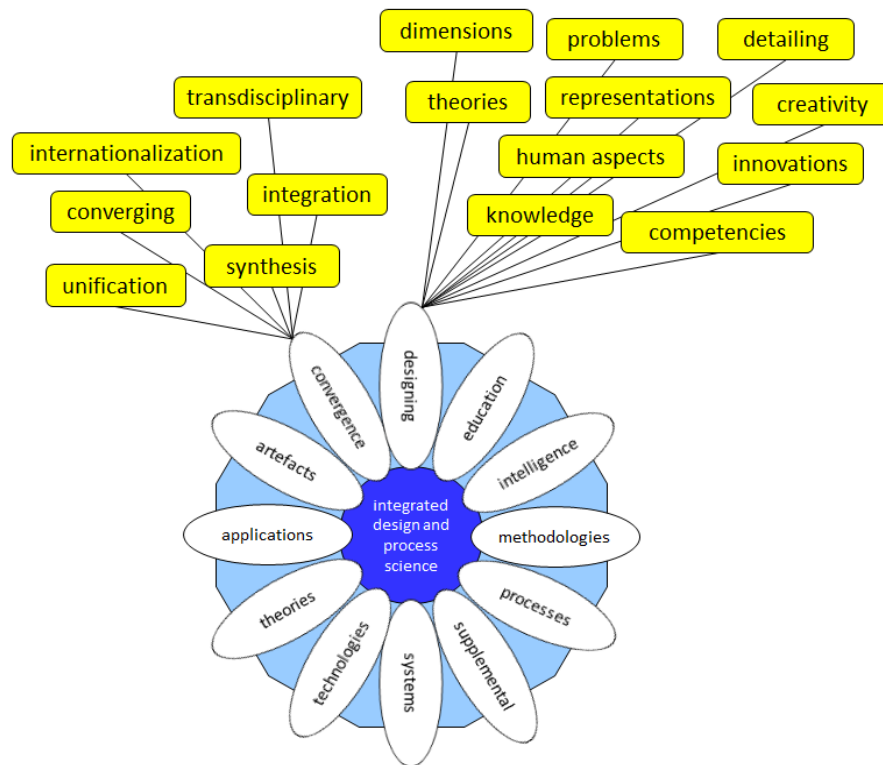 dimensions
problems
detailing
transdisciplinary
theories
representations
creativity
internationalization
human aspects
innovations
integration
converging
knowledge
competencies
synthesis
unification
designing
convergence
education
artefacts
intelligence
integrated
design and
process
science
applications
methodologies
theories
processes
technologies
supplemental
systems